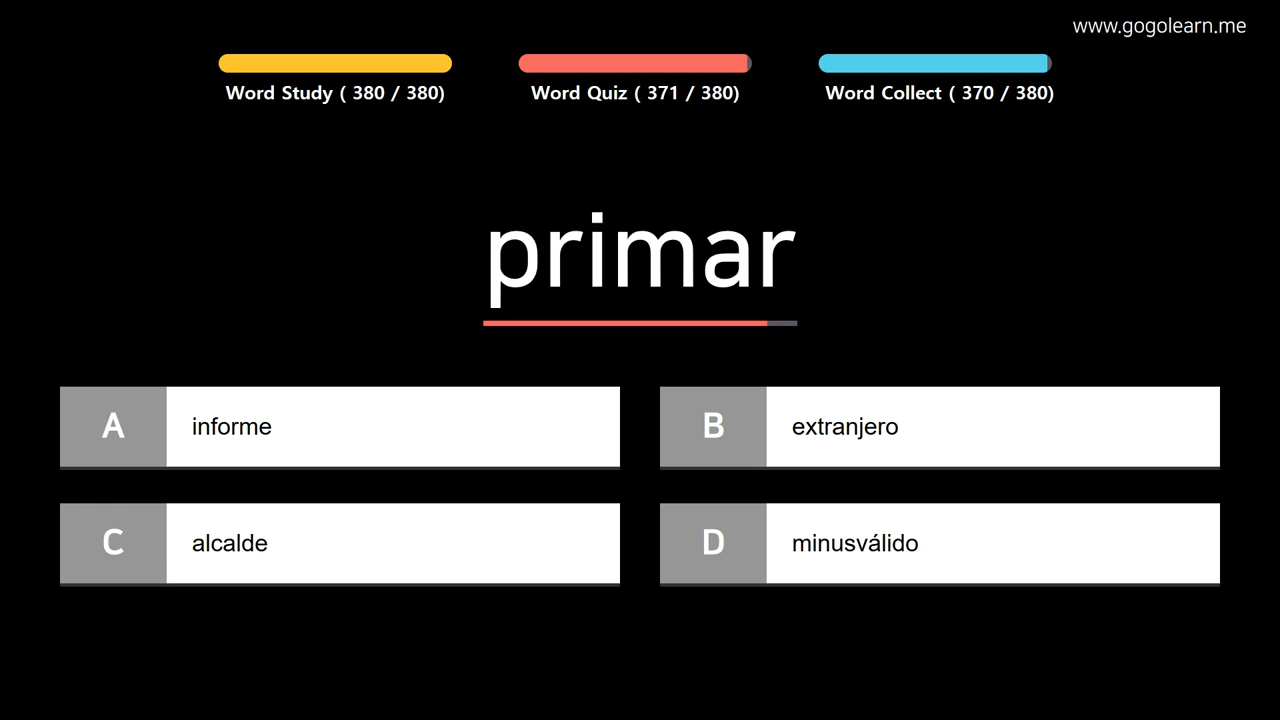 www.gogolearn.me
Word Study ( 380 / 380)
Word Quiz ( 371 / 380)
Word Collect ( 370 / 380)
primar
A informe
B extranjero
C alcalde
D minusválido